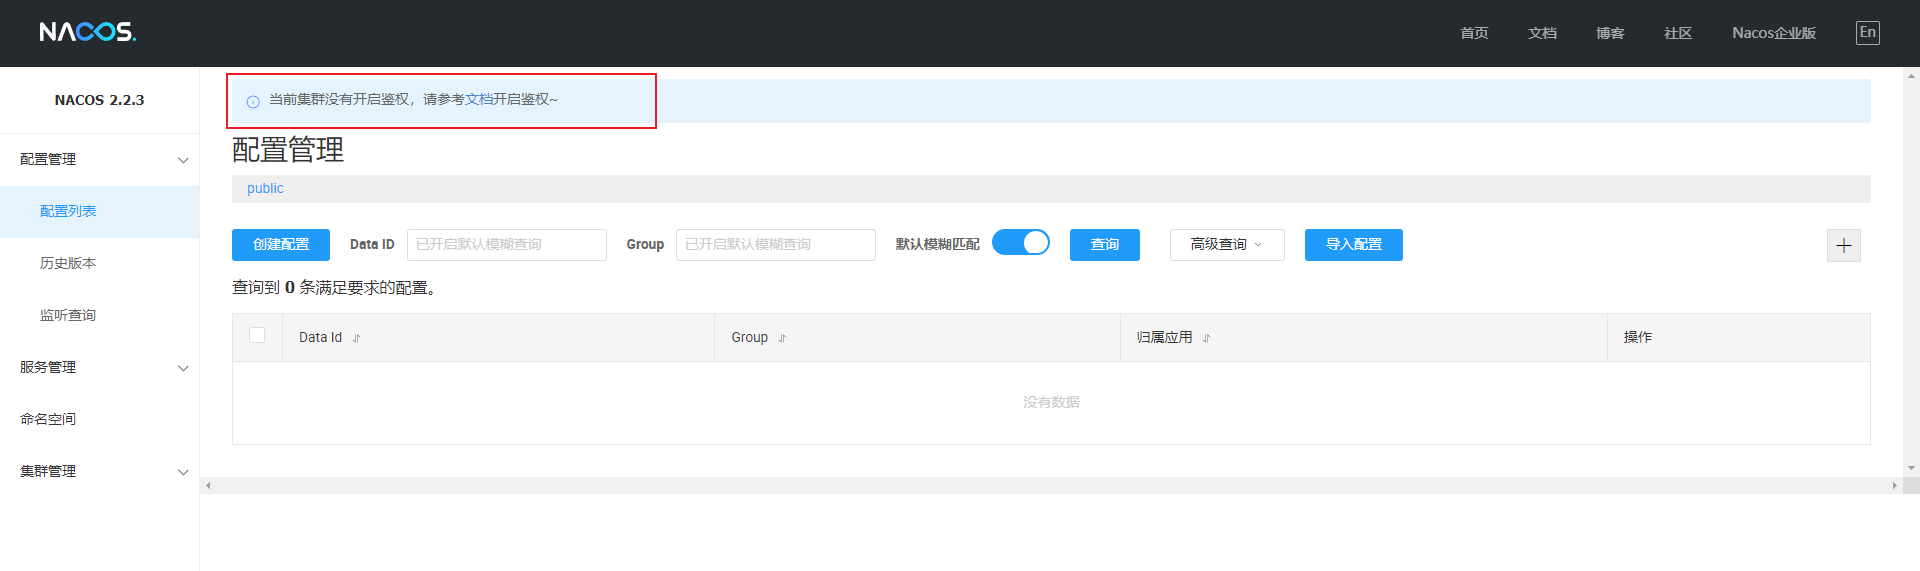 NACOS.
首页 文档 博客 社区 Nacos企业版 En
NACOS 2.2.3
当前集群没有开启鉴权，请参考文档开启鉴权~
配置管理
配置列表
历史版本
监听查询
服务管理
命名空间
集群管理
配置管理
public
创建配置 Data ID 已开启默认模糊查询 Group 已开启默认模糊查询 默认模糊匹配 查询 高级查询 导入配置
查询到 0 条满足要求的配置。
Data Id Group 归属应用 操作
没有数据